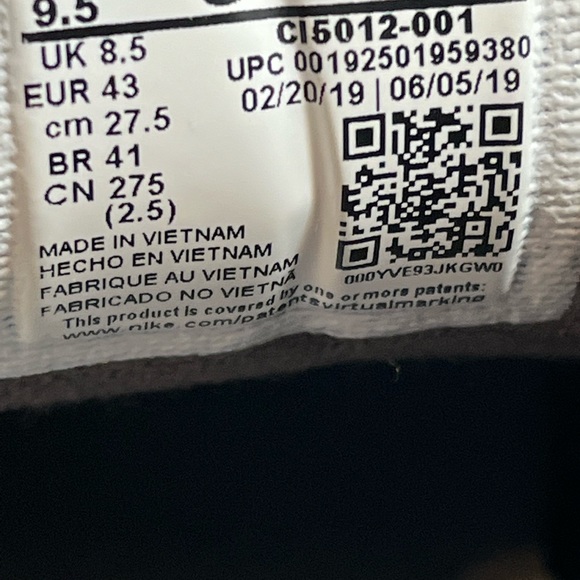 9.5
UK 8.5
EUR 43
cm 27.5
BR 41
CN 275
(2.5)
CI5012-001
UPC 00192501959380
02/20/19 | 06/05/19
000YVE93JKGW0
MADE IN VIETNAM
HECHO EN VIETNAM
FABRIQUE AU VIETNAM
FABRICADO NO VIETNA
This product is covered by one or more patents:
www.nike.com/patentsvirtualmarking